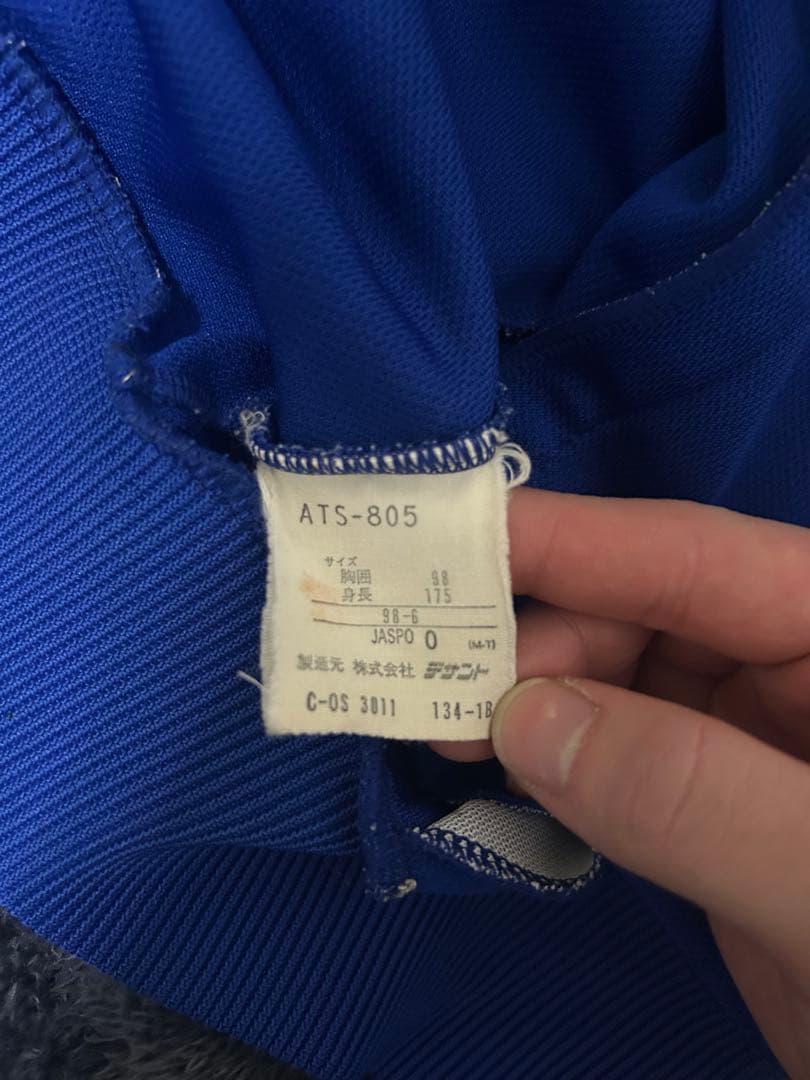 ATS-805
サイズ
胸囲 98
身長 175
98-6
JASPO O (M-T)
製造元 株式会社 デサント
C-OS 3011 134-1B